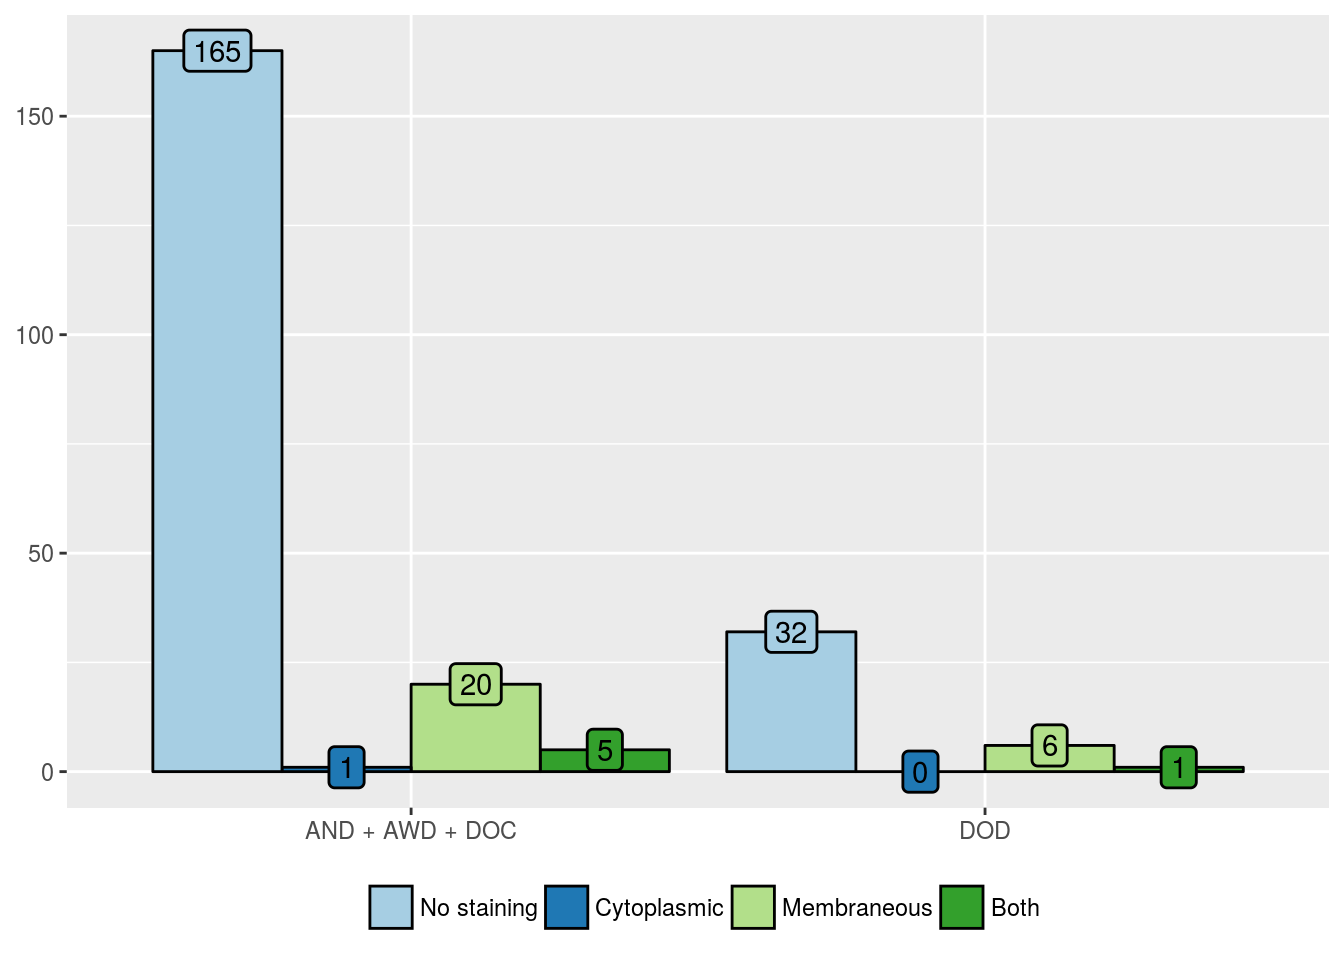 165
150
100
50
32
20
6
5
1
0
1
0
AND + AWD + DOC
DOD
No staining
Cytoplasmic
Membraneous
Both